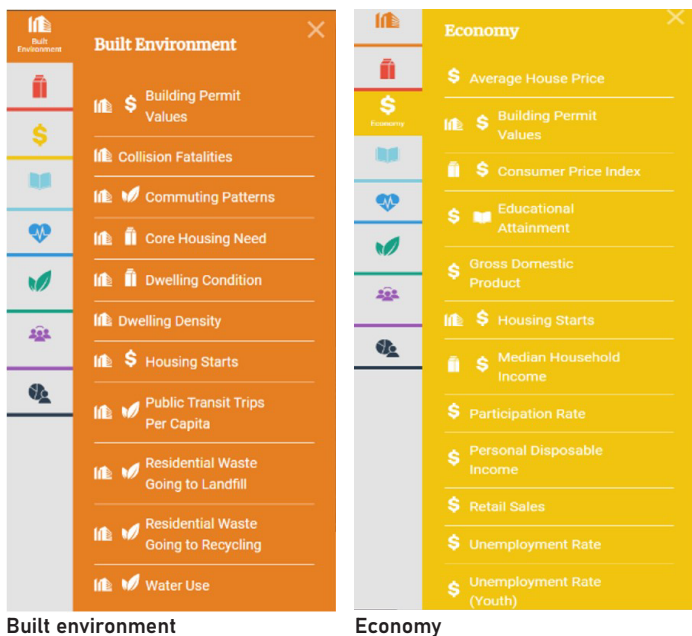 Built
Environment
Built Environment
$ Building Permit
Values
Collision Fatalities
Commuting Patterns
Core Housing Need
Dwelling Condition
Dwelling Density
$ Housing Starts
Public Transit Trips
Per Capita
Residential Waste
Going to Landfill
Residential Waste
Going to Recycling
Water Use
$
Built environment
$
Economy
Economy
$ Average House Price
$ Building Permit
Values
$ Consumer Price Index
$ Educational
Attainment
$ Gross Domestic
Product
$ Housing Starts
$ Median Household
Income
$ Participation Rate
$ Personal Disposable
Income
$ Retail Sales
$ Unemployment Rate
$ Unemployment Rate
(Youth)
Economy